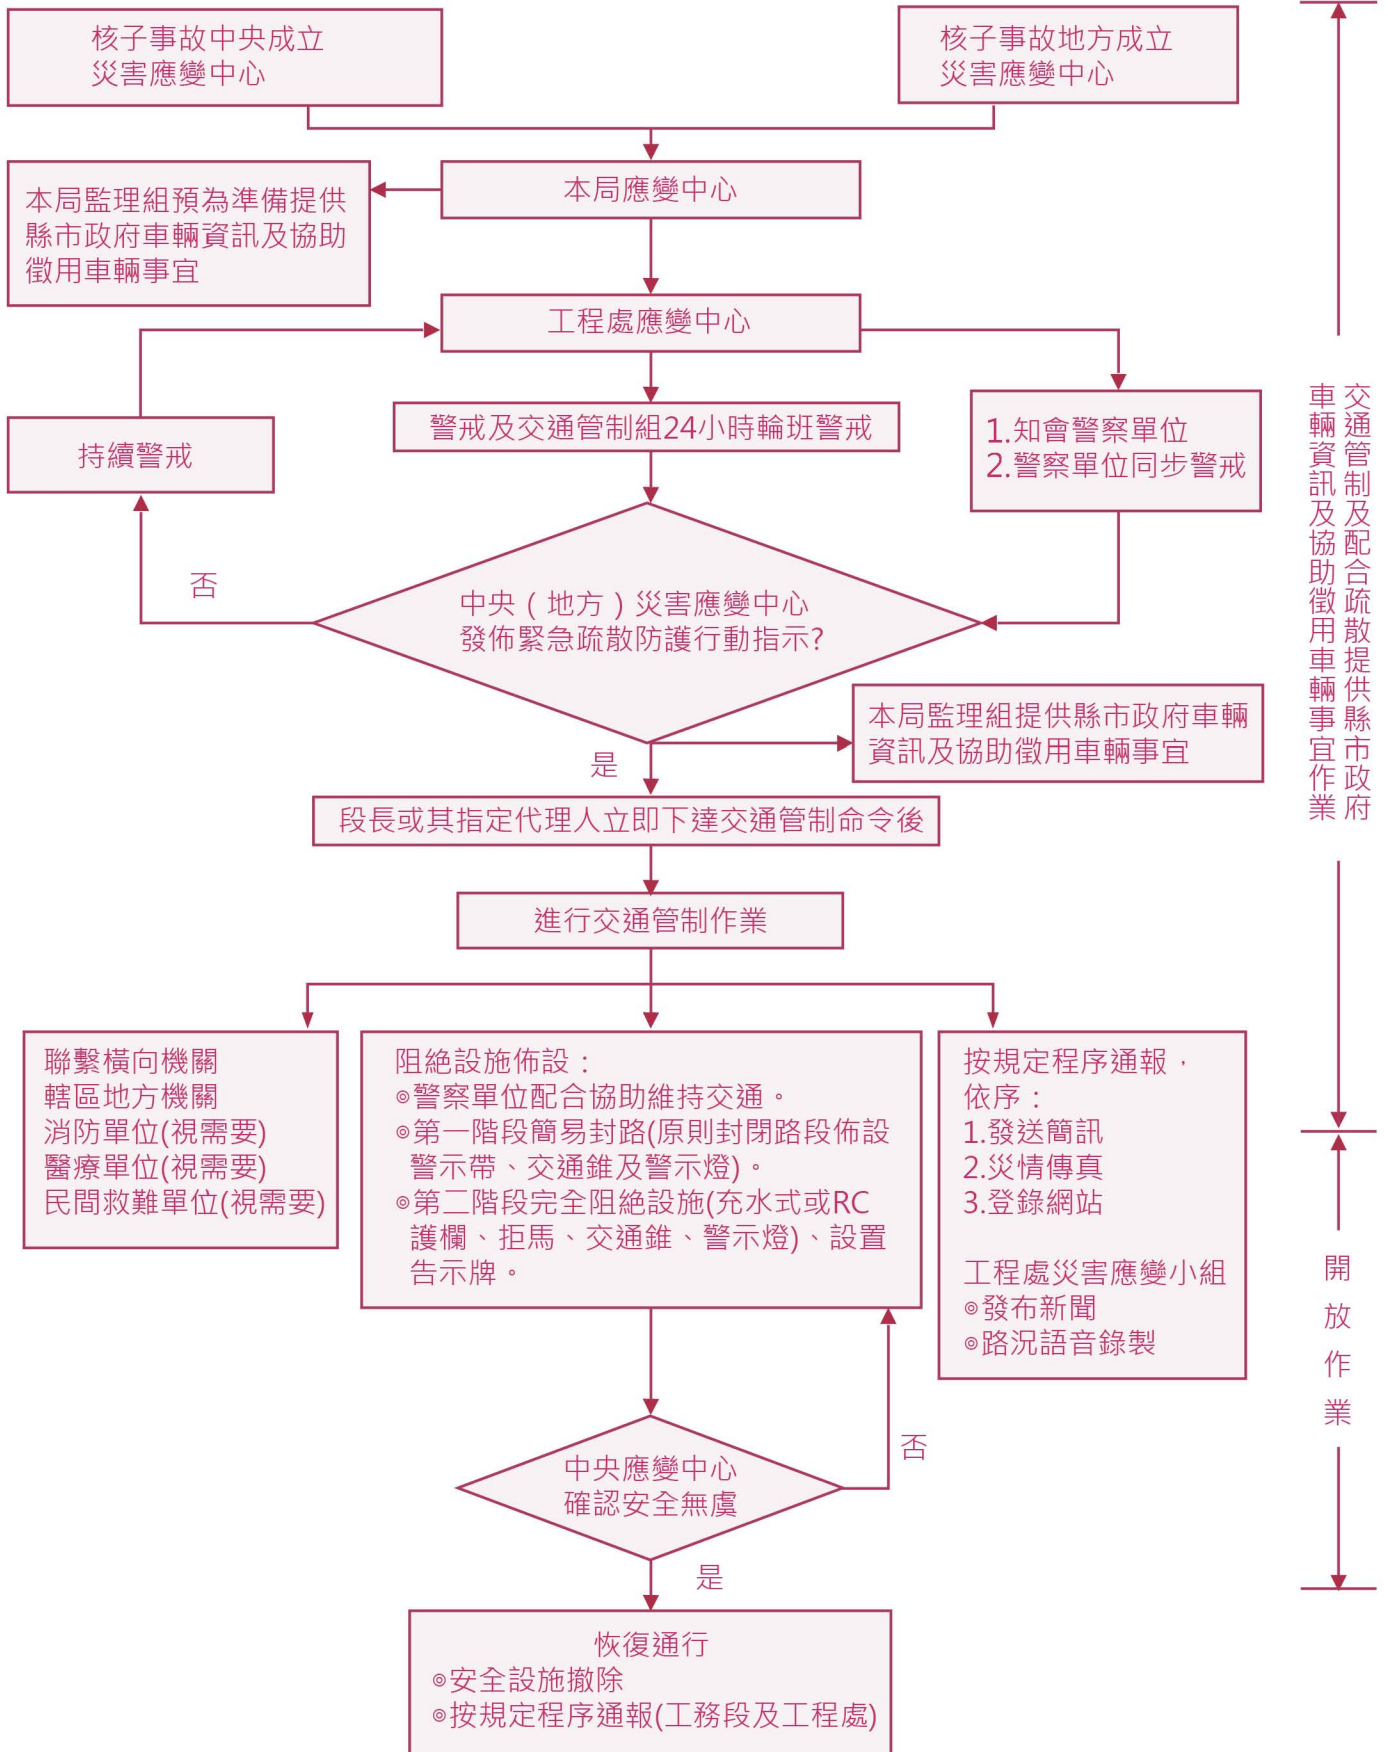 核子事故中央成立
災害應變中心
核子事故地方成立
災害應變中心
本局應變中心
本局監理組預為準備提供
縣市政府車輛資訊及協助
徵用車輛事宜
工程處應變中心
警戒及交通管制組24小時輪班警戒
1.知會警察單位
2.警察單位同步警戒
持續警戒
否
中央（地方）災害應變中心
發佈緊急疏散防護行動指示?
本局監理組提供縣市政府車輛
資訊及協助徵用車輛事宜
是
段長或其指定代理人立即下達交通管制命令後
進行交通管制作業
聯繫橫向機關
轄區地方機關
消防單位(視需要)
醫療單位(視需要)
民間救難單位(視需要)
阻絕設施佈設：
◎警察單位配合協助維持交通。
◎第一階段簡易封路(原則封閉路段佈設
警示帶、交通錐及警示燈)。
◎第二階段完全阻絕設施(充水式或RC
護欄、拒馬、交通錐、警示燈)、設置
告示牌。
按規定程序通報，
依序：
1.發送簡訊
2.災情傳真
3.登錄網站
工程處災害應變小組
◎發布新聞
◎路況語音錄製
中央應變中心
確認安全無虞
否
是
恢復通行
◎安全設施撤除
◎按規定程序通報(工務段及工程處)
交通管制及配合疏散提供縣市政府
車輛資訊及協助徵用車輛事宜作業
開放作業